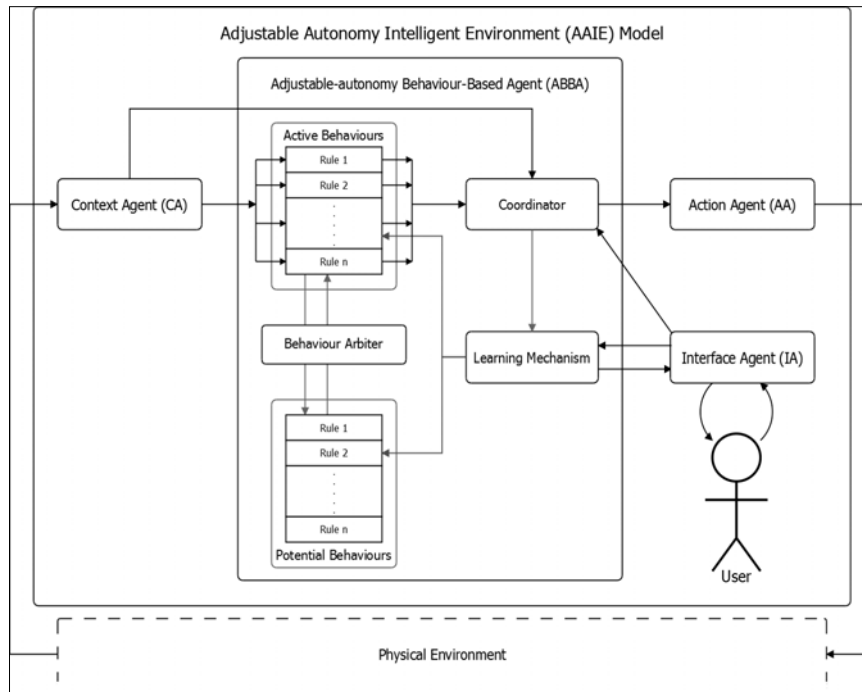 Adjustable Autonomy Intelligent Environment (AAIE) Model
Adjustable-autonomy Behaviour-Based Agent (ABBA)
Active Behaviours
Rule 1
Rule 2
Rule n
Context Agent (CA)
Coordinator
Action Agent (AA)
Behaviour Arbiter
Learning Mechanism
Interface Agent (IA)
Rule 1
Rule 2
Rule n
Potential Behaviours
User
Physical Environment